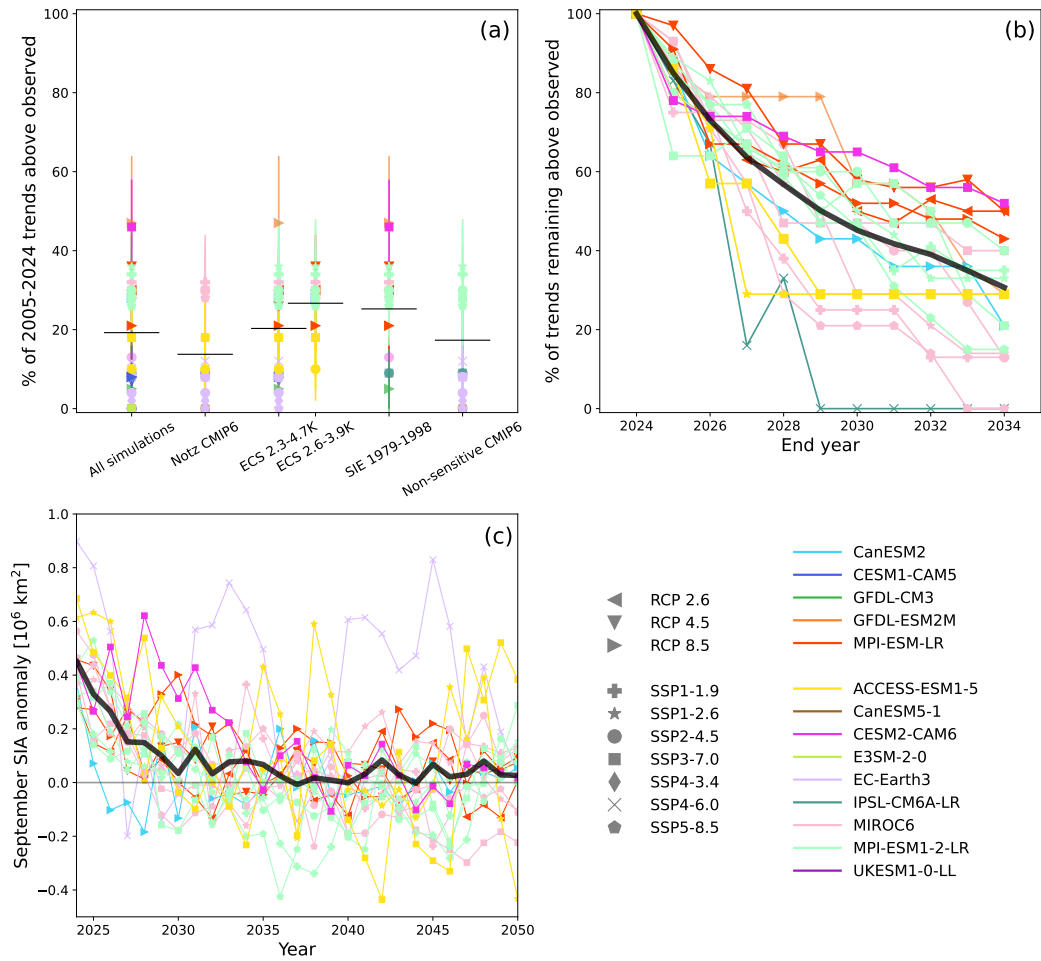 (a)
% of 2005-2024 trends above observed
100
80
60
40
20
0
All simulations
Notz CMIP6
ECS 2.3-4.7K
ECS 2.6-3.9K
SIE 1979-1998
Non-sensitive CMIP6
(b)
% of trends remaining above observed
100
80
60
40
20
0
2024
2026
2028
2030
2032
2034
End year
(c)
September SIA anomaly [10⁶ km²]
1.0
0.8
0.6
0.4
0.2
0.0
−0.2
−0.4
2025
2030
2035
2040
2045
2050
Year
RCP 2.6
RCP 4.5
RCP 8.5
SSP1-1.9
SSP1-2.6
SSP2-4.5
SSP3-7.0
SSP4-3.4
SSP4-6.0
SSP5-8.5
CanESM2
CESM1-CAM5
GFDL-CM3
GFDL-ESM2M
MPI-ESM-LR
ACCESS-ESM1-5
CanESM5-1
CESM2-CAM6
E3SM-2-0
EC-Earth3
IPSL-CM6A-LR
MIROC6
MPI-ESM1-2-LR
UKESM1-0-LL